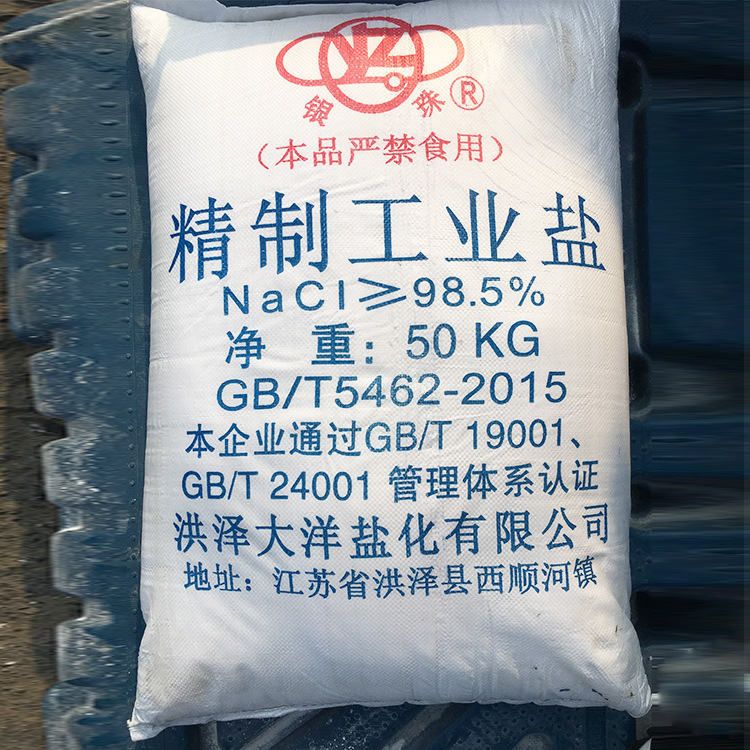 YZ
银珠®
（本品严禁食用）
精制工业盐
NaCl≥98.5%
净 重：50 KG
GB/T5462-2015
本企业通过GB/T 19001、
GB/T 24001 管理体系认证
洪泽大洋盐化有限公司
地址：江苏省洪泽县西顺河镇